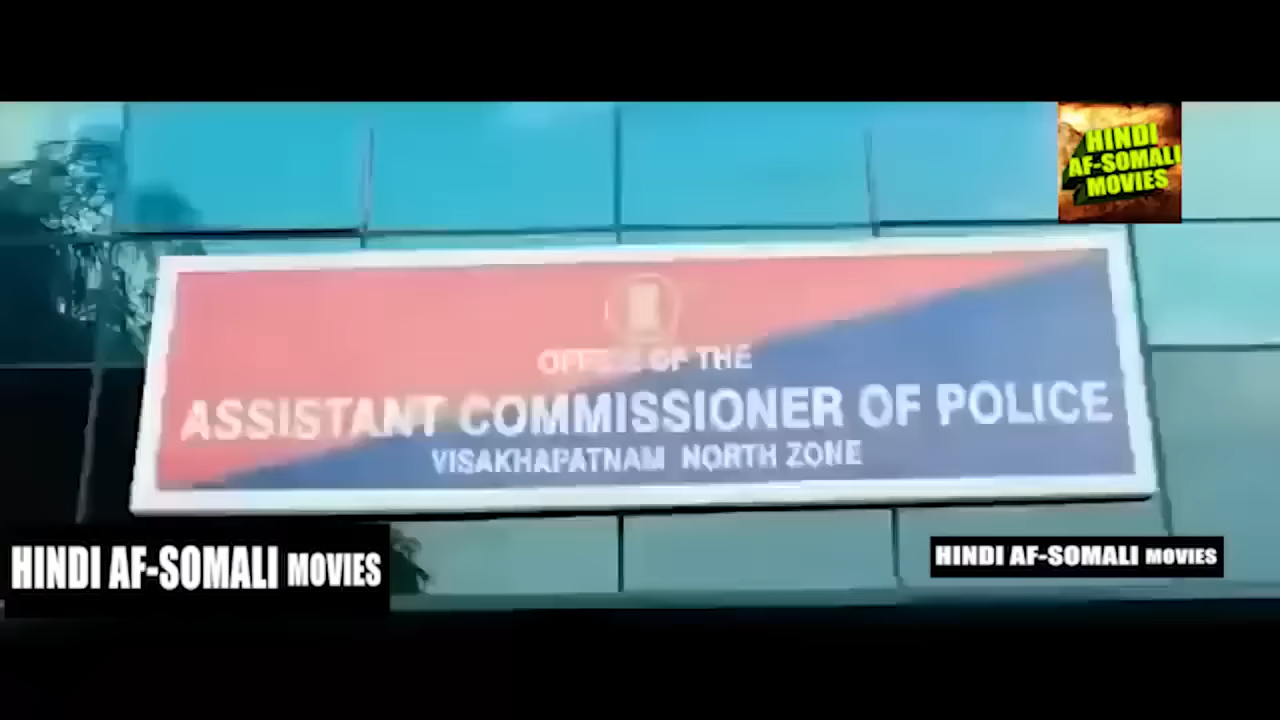 HINDI
AF-SOMALI
MOVIES
OFFICE OF THE
ASSISTANT COMMISSIONER OF POLICE
VISAKHAPATNAM NORTH ZONE
HINDI AF-SOMALI MOVIES
HINDI AF-SOMALI MOVIES